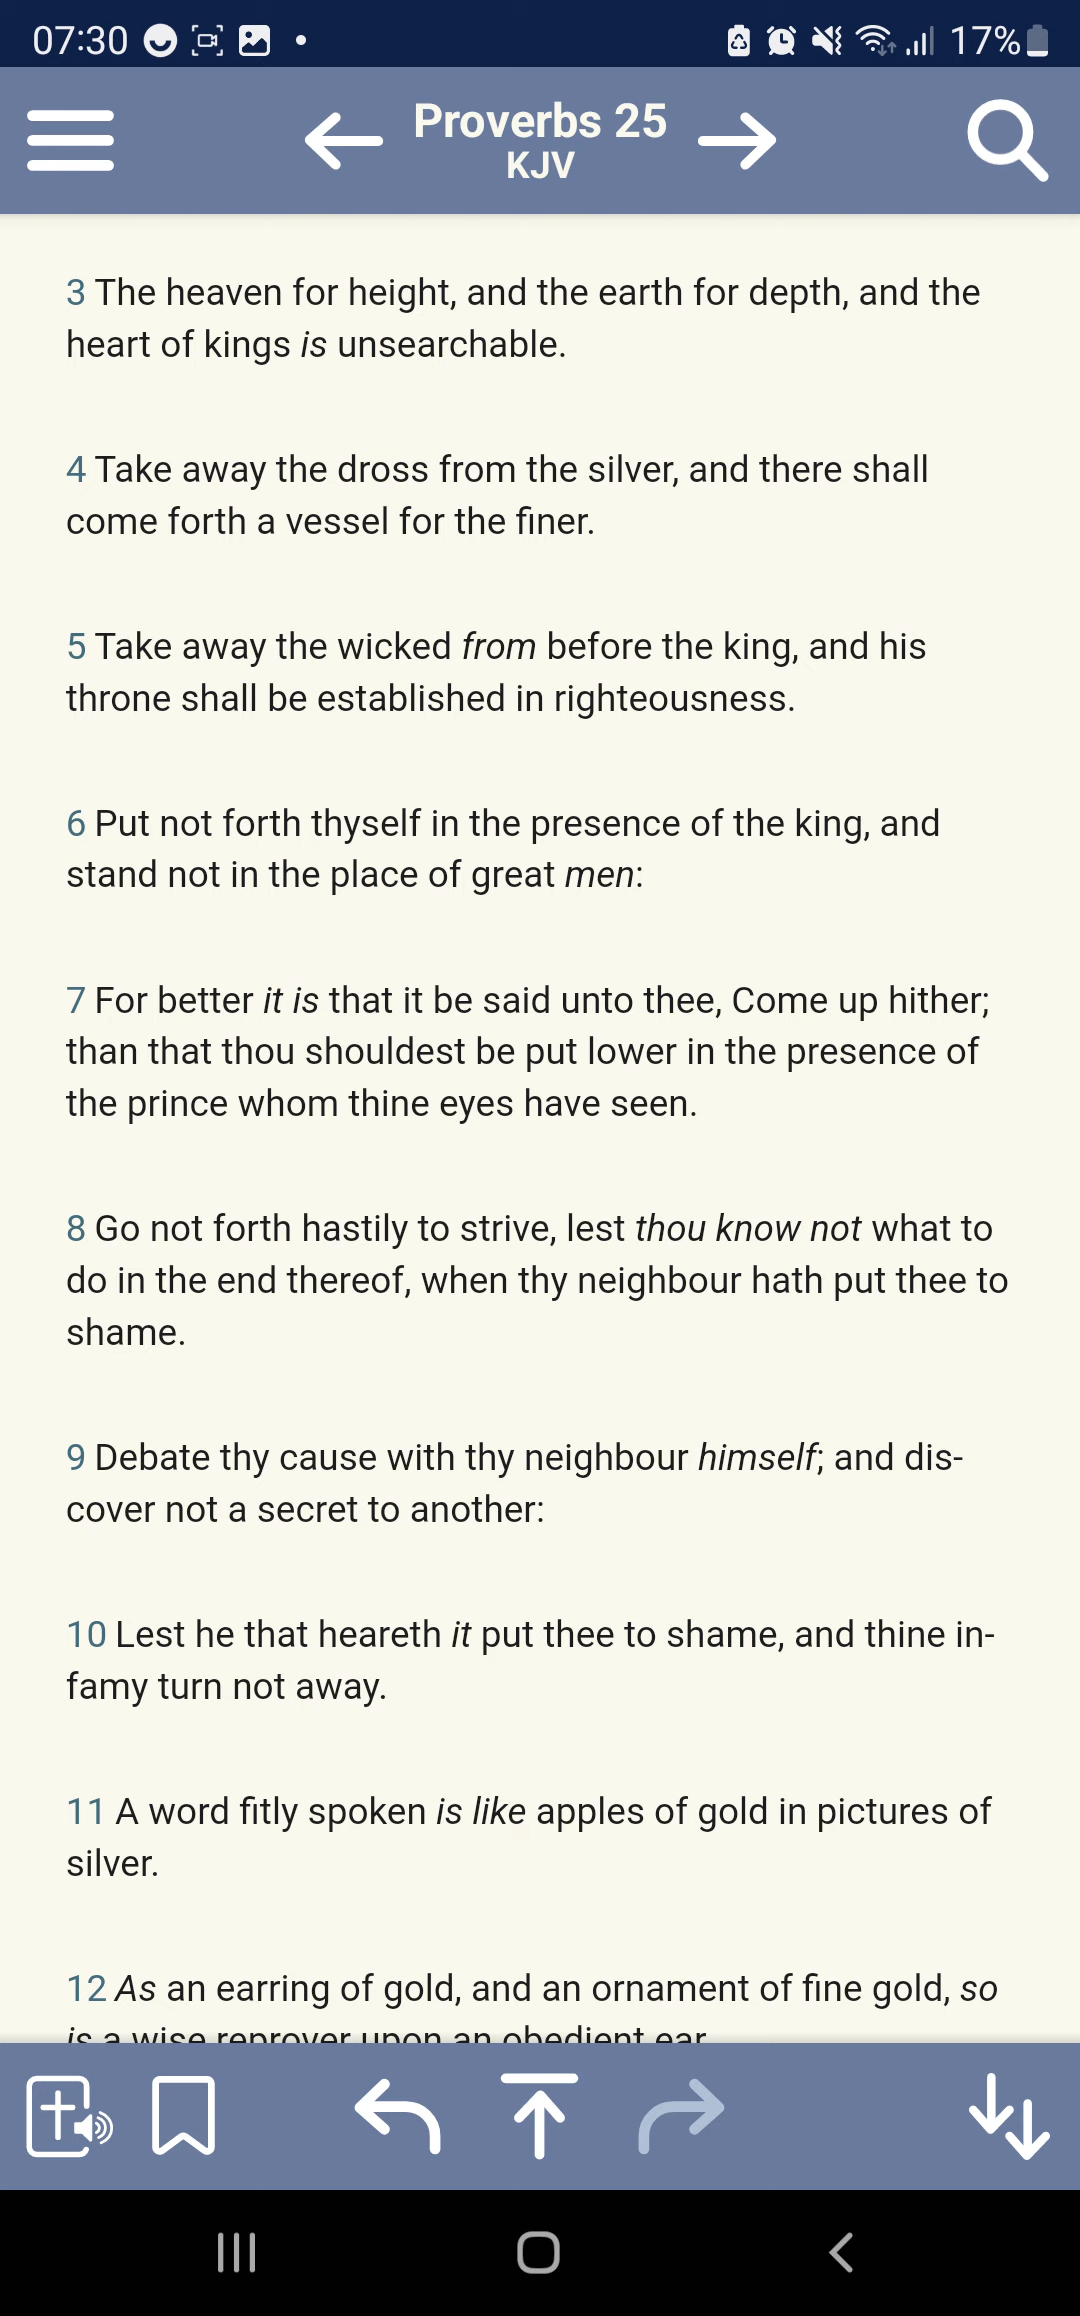 07:30
17%
Proverbs 25
KJV
3 The heaven for height, and the earth for depth, and the
heart of kings is unsearchable.
4 Take away the dross from the silver, and there shall
come forth a vessel for the finer.
5 Take away the wicked from before the king, and his
throne shall be established in righteousness.
6 Put not forth thyself in the presence of the king, and
stand not in the place of great men:
7 For better it is that it be said unto thee, Come up hither;
than that thou shouldest be put lower in the presence of
the prince whom thine eyes have seen.
8 Go not forth hastily to strive, lest thou know not what to
do in the end thereof, when thy neighbour hath put thee to
shame.
9 Debate thy cause with thy neighbour himself; and dis-
cover not a secret to another:
10 Lest he that heareth it put thee to shame, and thine in-
famy turn not away.
11 A word fitly spoken is like apples of gold in pictures of
silver.
12 As an earring of gold, and an ornament of fine gold, so
is a wise reprover upon an obedient ear.